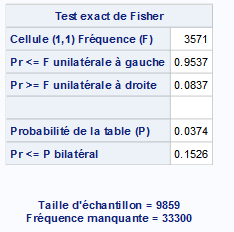 Test exact de Fisher
Cellule (1,1) Fréquence (F) 3571
Pr <= F unilatérale à gauche 0.9537
Pr >= F unilatérale à droite 0.0837
Probabilité de la table (P) 0.0374
Pr <= P bilatéral 0.1526
Taille d'échantillon = 9859
Fréquence manquante = 33300